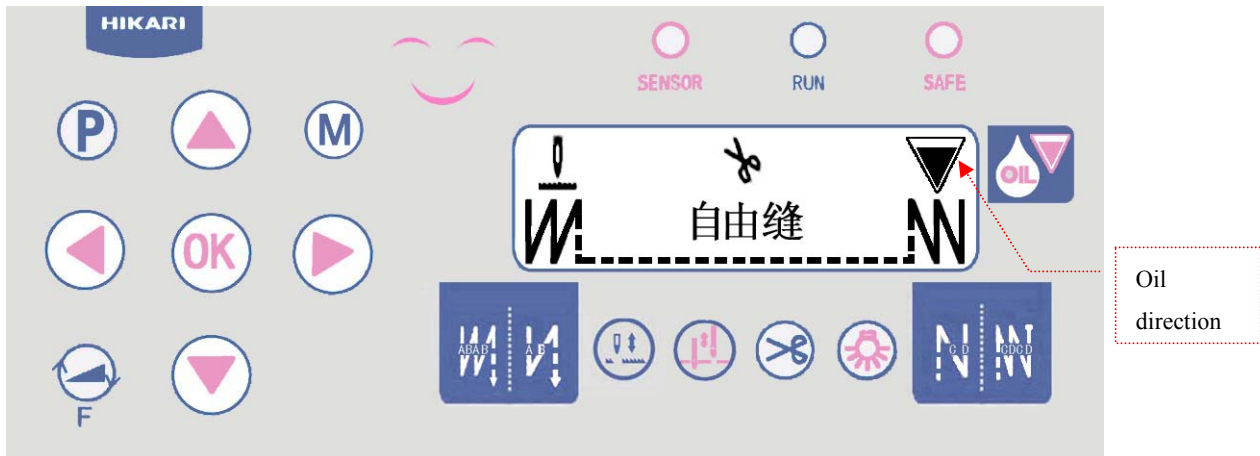 HIKARI
SENSOR
RUN
SAFE
P
M
OIL
自由缝
OK
Oil
direction
ABAB
A B
C D
CDCD
F